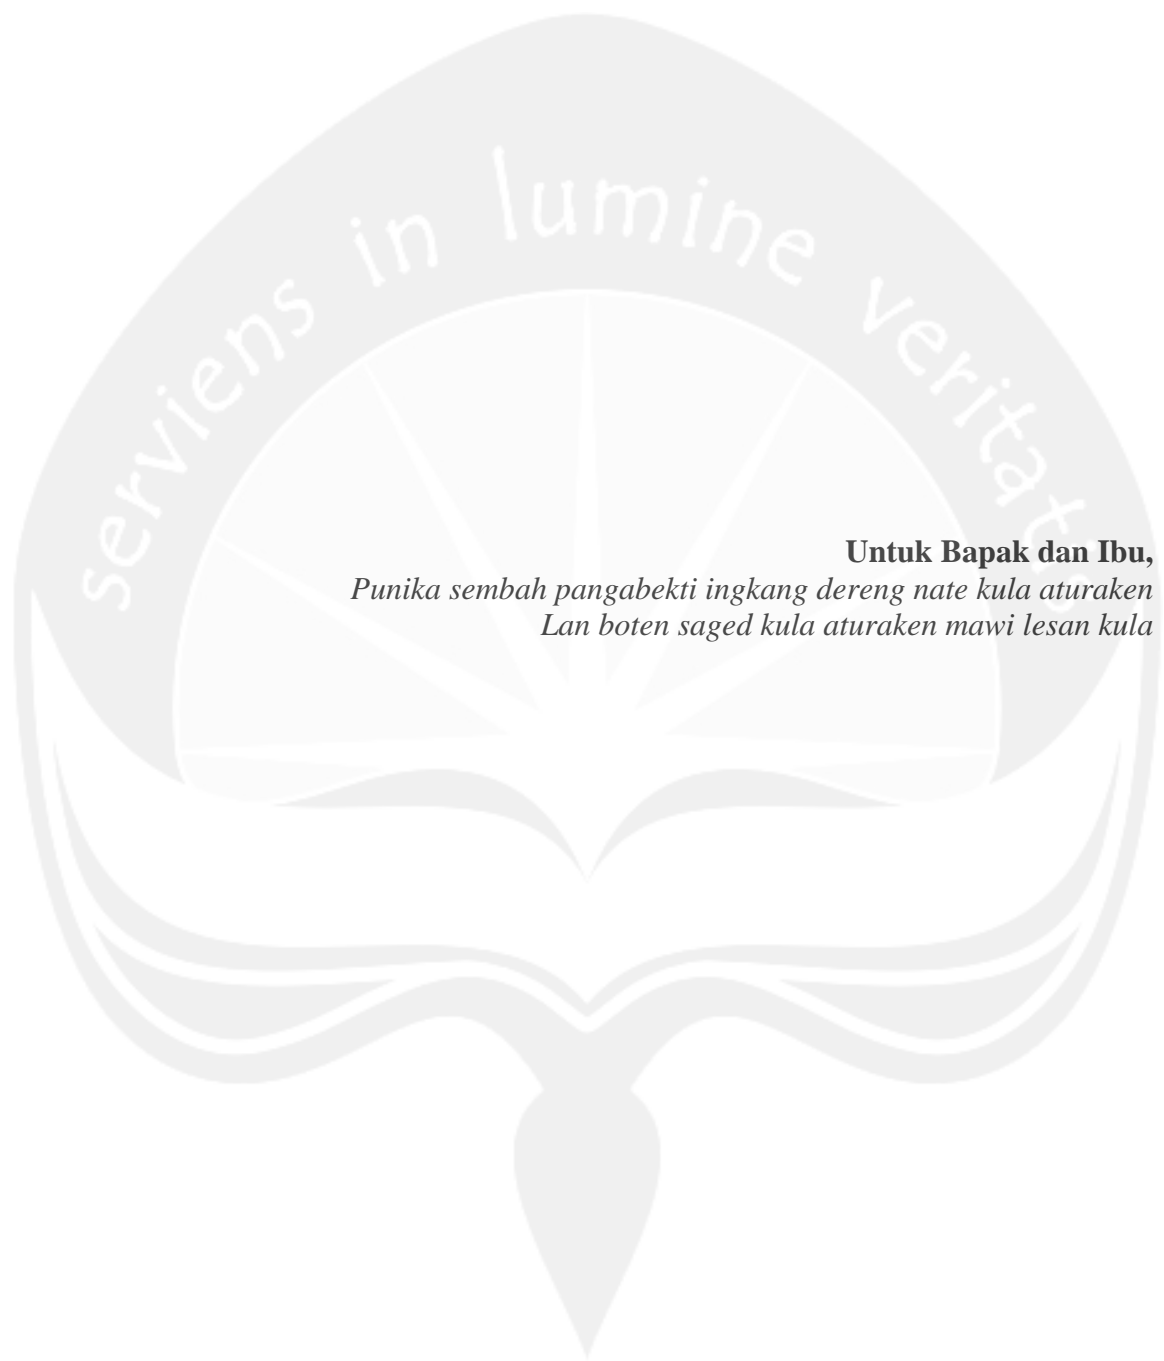 serviens in lumine veritatis
Untuk Bapak dan Ibu,
Punika sembah pangabekti ingkang dereng nate kula aturaken
Lan boten saged kula aturaken mawi lesan kula